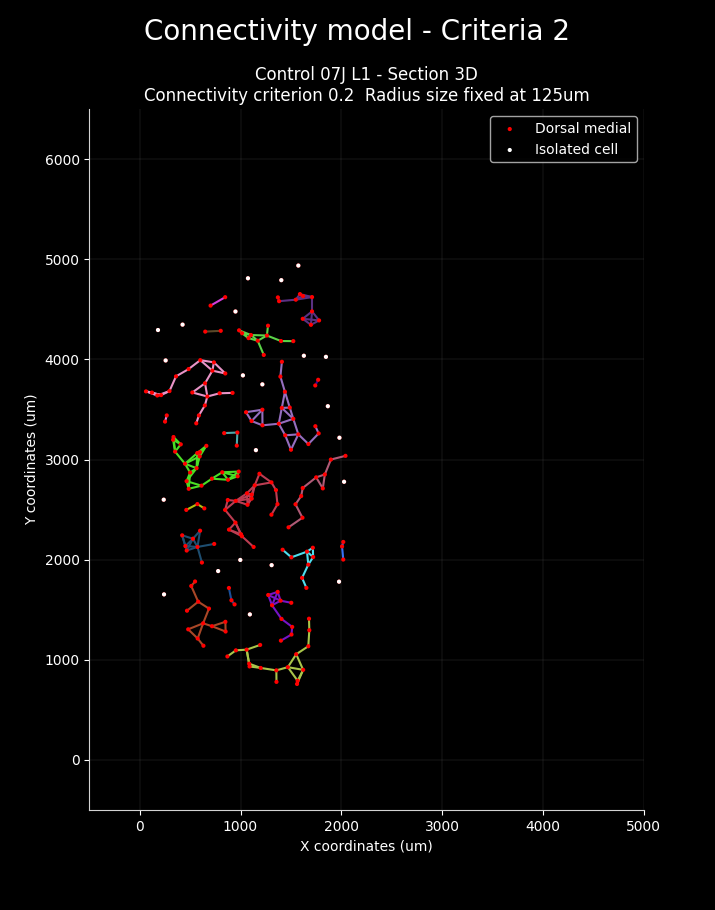 Connectivity model - Criteria 2
Control 07J L1 - Section 3D
Connectivity criterion 0.2  Radius size fixed at 125um
Dorsal medial
Isolated cell
6000
5000
4000
3000
2000
1000
0
Y coordinates (um)
0
1000
2000
3000
4000
5000
X coordinates (um)